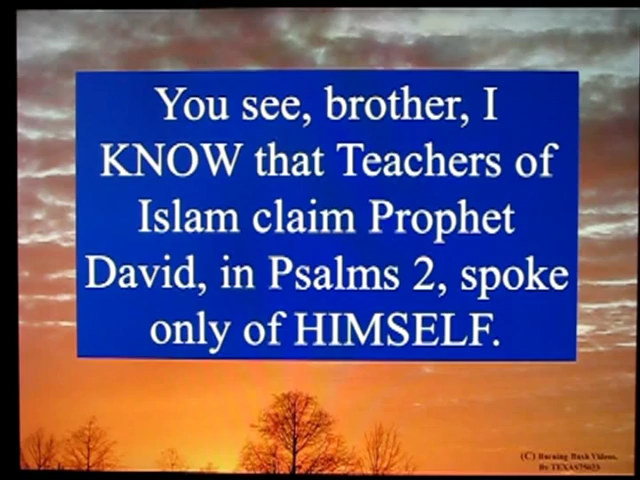 You see, brother, I
KNOW that Teachers of
Islam claim Prophet
David, in Psalms 2, spoke
only of HIMSELF.
(C) Burning Bush Videos.